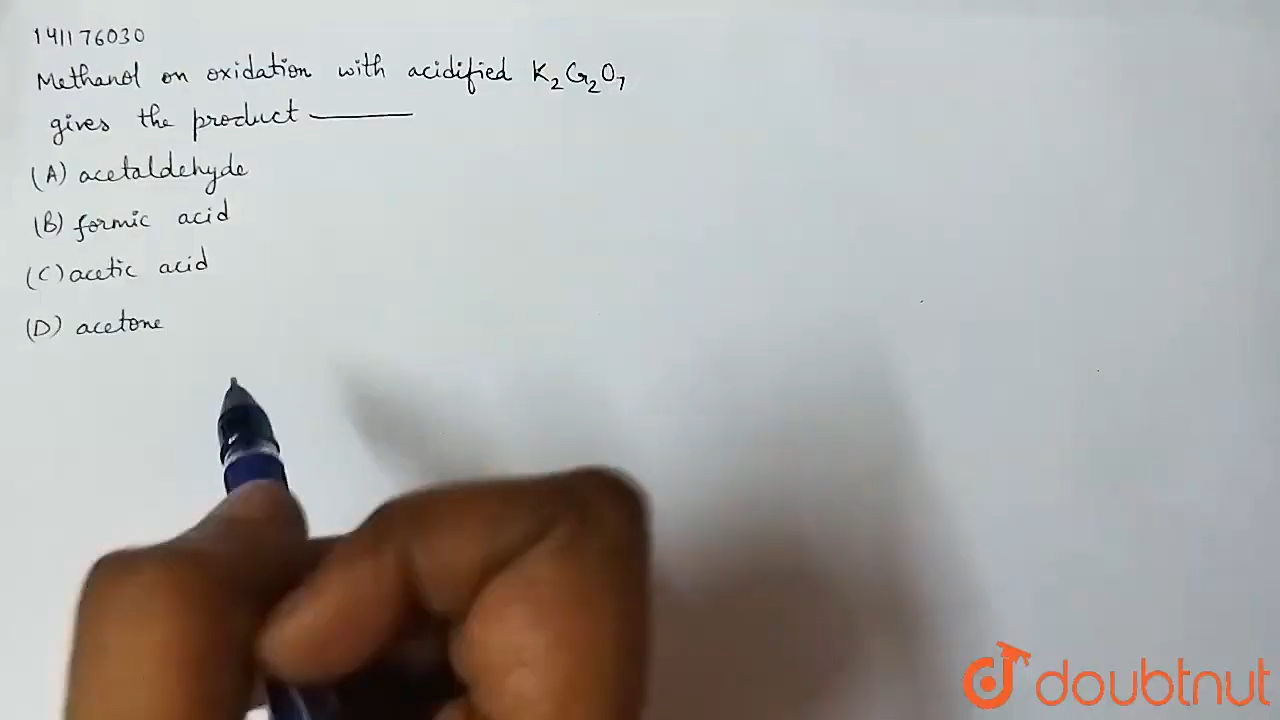 141176030
Methanol on oxidation with acidified K₂Cr₂O₇
gives the product ______
(A) acetaldehyde
(B) formic acid
(C) acetic acid
(D) acetone
doubtnut